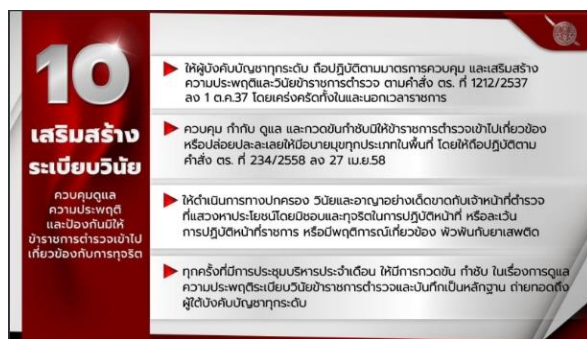 10
เสริมสร้าง
ระเบียบวินัย
ควบคุมดูแล
ความประพฤติ
และป้องกันมิให้
ข้าราชการตำรวจเข้าไป
เกี่ยวข้องกับการทุจริต
ให้ผู้บังคับบัญชาทุกระดับ ถือปฏิบัติตามมาตรการควบคุม และเสริมสร้าง
ความประพฤติและวินัยข้าราชการตำรวจ ตามคำสั่ง ตร. ที่ 1212/2537
ลง 1 ต.ค.37 โดยเคร่งครัดทั้งในและนอกเวลาราชการ
ควบคุม กำกับ ดูแล และกวดขันกำชับมิให้ข้าราชการตำรวจเข้าไปเกี่ยวข้อง
หรือปล่อยปละละเลยให้มีอบายมุขทุกประเภทในพื้นที่ โดยให้ถือปฏิบัติตาม
คำสั่ง ตร. ที่ 234/2558 ลง 27 เม.ย.58
ให้ดำเนินการทางปกครอง วินัยและอาญาอย่างเด็ดขาดกับเจ้าหน้าที่ตำรวจ
ที่แสวงหาประโยชน์โดยมิชอบและทุจริตในการปฏิบัติหน้าที่ หรือละเว้น
การปฏิบัติหน้าที่ราชการ หรือมีพฤติการณ์เกี่ยวข้อง พัวพันกับยาเสพติด
ทุกครั้งที่มีการประชุมบริหารประจำเดือน ให้มีการกวดขัน กำชับ ในเรื่องการดูแล
ความประพฤติระเบียบวินัยข้าราชการตำรวจและบันทึกเป็นหลักฐาน ถ่ายทอดถึง
ผู้ใต้บังคับบัญชาทุกระดับ